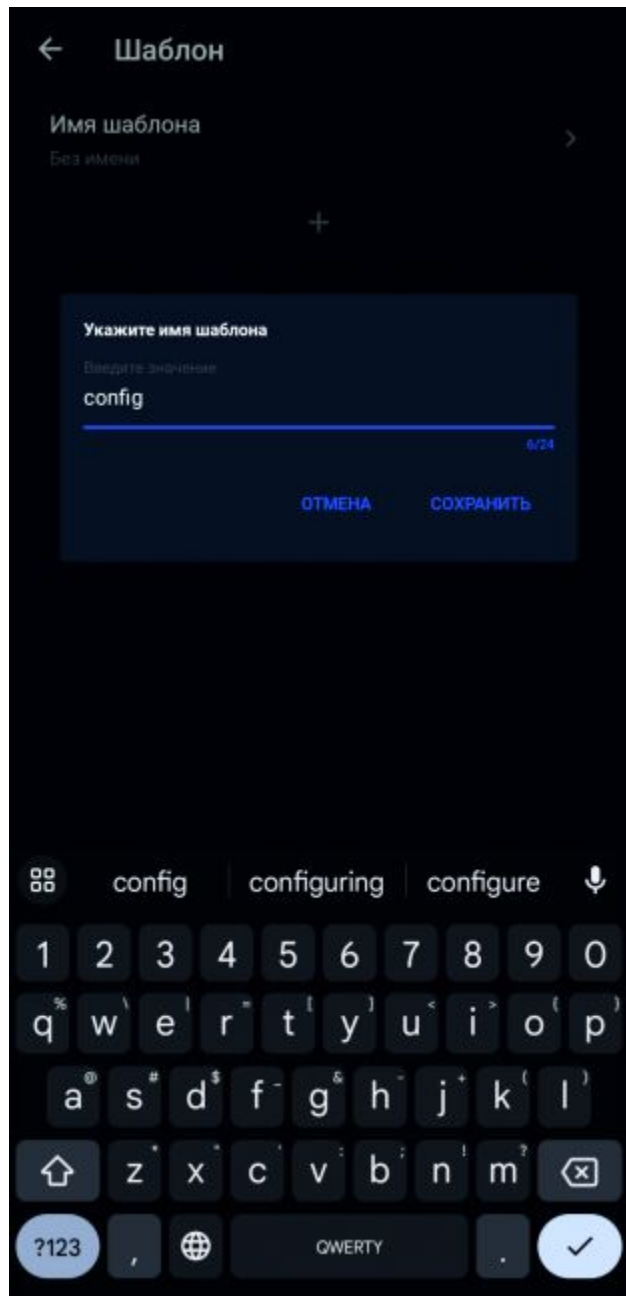 Шаблон
Имя шаблона
Без имени
+
Укажите имя шаблона
Введите значение
config
6/24
ОТМЕНА СОХРАНИТЬ
config configuring configure
1 2 3 4 5 6 7 8 9 0
q w e r t y u i o p
a s d f g h j k l
z x c v b n m
?123 , QWERTY .